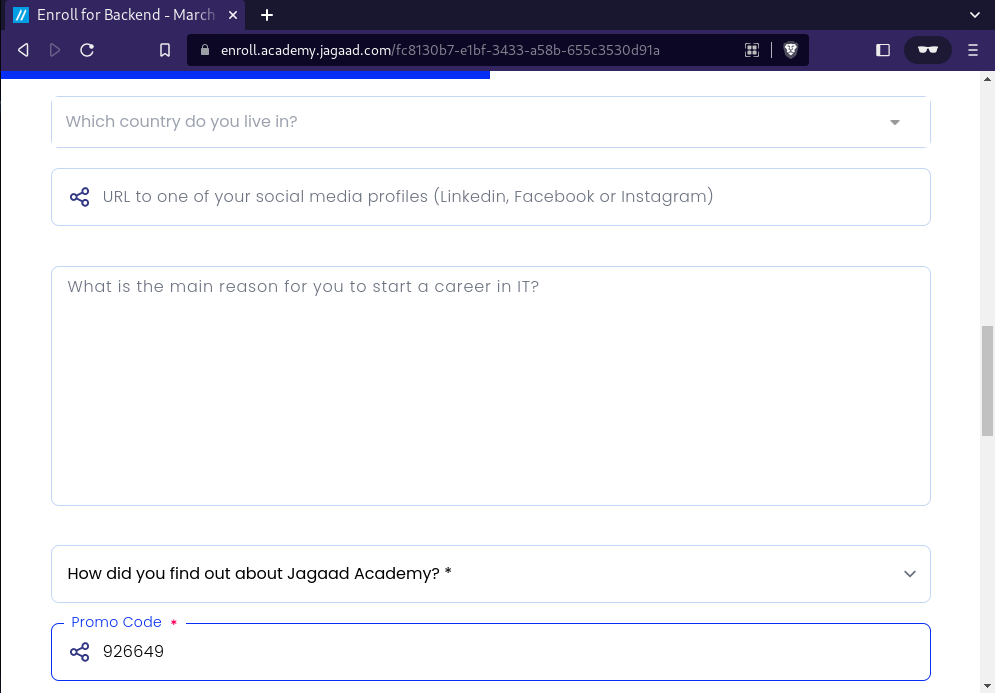 Enroll for Backend - March
enroll.academy.jagaad.com/fc8130b7-e1bf-3433-a58b-655c3530d91a
Which country do you live in?
URL to one of your social media profiles (Linkedin, Facebook or Instagram)
What is the main reason for you to start a career in IT?
How did you find out about Jagaad Academy? *
Promo Code *
926649